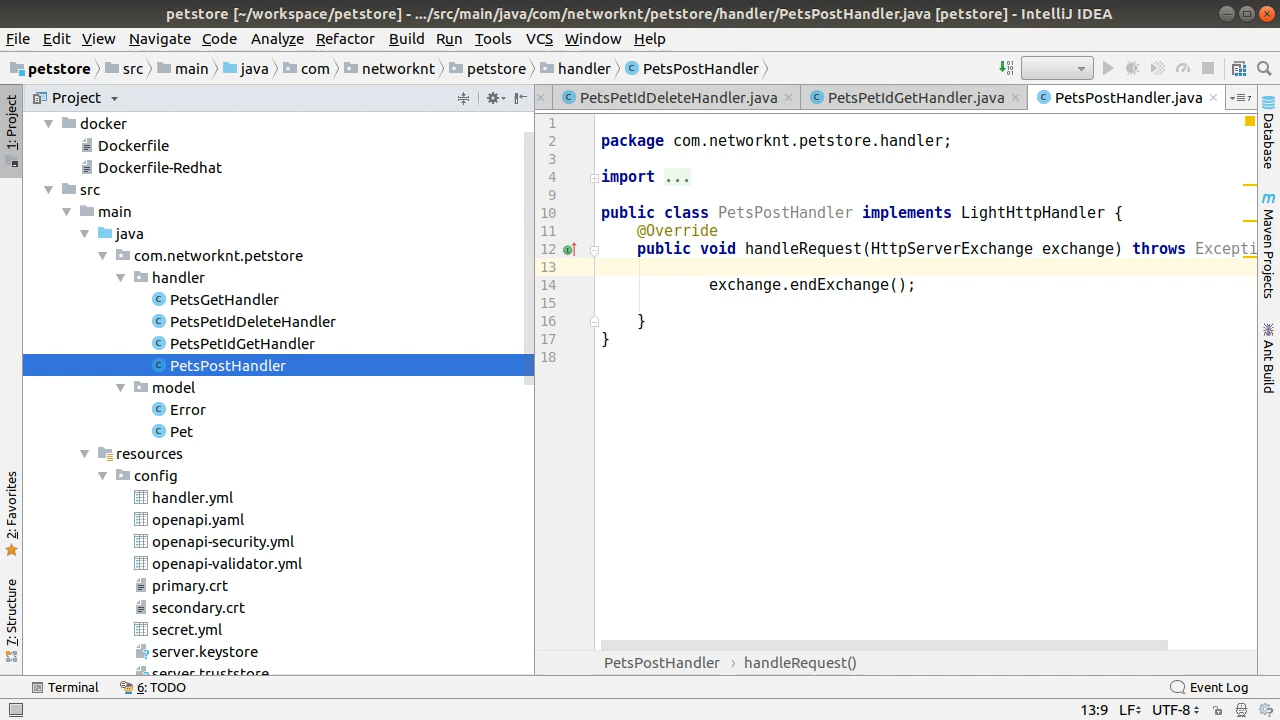 petstore [~/workspace/petstore] - .../src/main/java/com/networknt/petstore/handler/PetsPostHandler.java [petstore] - IntelliJ IDEA
File Edit View Navigate Code Analyze Refactor Build Run Tools VCS Window Help
petstore src main java com networknt petstore handler PetsPostHandler
Project
PetsPetIdDeleteHandler.java PetsPetIdGetHandler.java PetsPostHandler.java
1: Project
2: Favorites
7: Structure
docker
Dockerfile
Dockerfile-Redhat
src
main
java
com.networknt.petstore
handler
PetsGetHandler
PetsPetIdDeleteHandler
PetsPetIdGetHandler
PetsPostHandler
model
Error
Pet
resources
config
handler.yml
openapi.yaml
openapi-security.yml
openapi-validator.yml
primary.crt
secondary.crt
secret.yml
server.keystore
server.truststore
1
2 package com.networknt.petstore.handler;
3
4 import ...
9
10 public class PetsPostHandler implements LightHttpHandler {
11 @Override
12 public void handleRequest(HttpServerExchange exchange) throws Excepti
13
14 exchange.endExchange();
15
16 }
17 }
18
PetsPostHandler › handleRequest()
Database
Maven Projects
Ant Build
Terminal 6: TODO Event Log
13:9 LF UTF-8